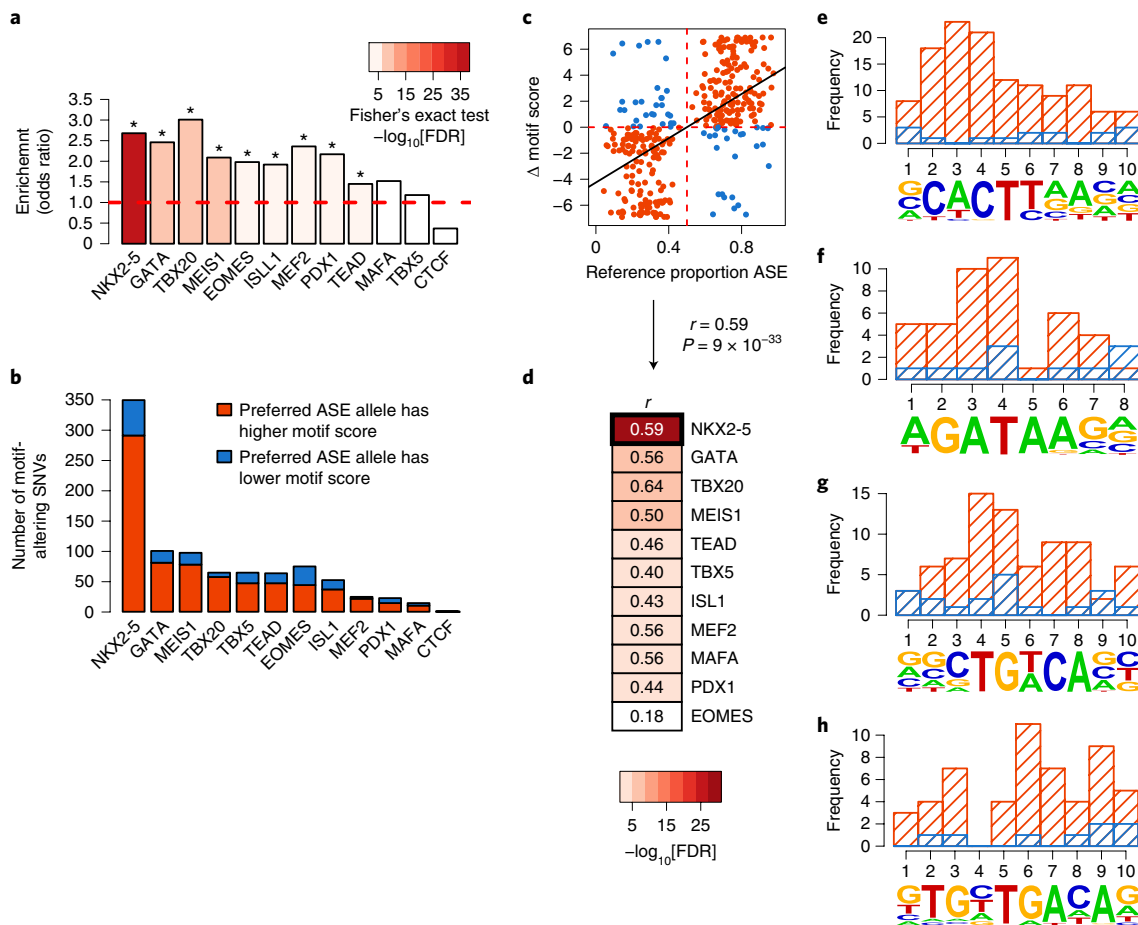 a
5 15 25 35
Fisher's exact test
–log10[FDR]
Enrichemnt
(odds ratio)
3.5
3.0
2.5
2.0
1.5
1.0
0.5
0
* * * * * * * * *
NKX2-5 GATA TBX20 MEIS1 EOMES ISLL1 MEF2 PDX1 TEAD MAFA TBX5 CTCF
b
Number of motif-
altering SNVs
350
300
250
200
150
100
50
0
Preferred ASE allele has
higher motif score
Preferred ASE allele has
lower motif score
NKX2-5 GATA MEIS1 TBX20 TBX5 TEAD EOMES ISL1 MEF2 PDX1 MAFA CTCF
c
Δ motif score
6
4
2
0
−2
−4
−6
0 0.4 0.8
Reference proportion ASE
r = 0.59
P = 9 × 10−33
d
r
0.59 NKX2-5
0.56 GATA
0.64 TBX20
0.50 MEIS1
0.46 TEAD
0.40 TBX5
0.43 ISL1
0.56 MEF2
0.56 MAFA
0.44 PDX1
0.18 EOMES
5 15 25
–log10[FDR]
e
Frequency
20
15
10
5
0
1 2 3 4 5 6 7 8 9 10
f
Frequency
10
8
6
4
2
0
1 2 3 4 5 6 7 8
AGATAAGA
g
Frequency
15
10
5
0
1 2 3 4 5 6 7 8 9 10
h
Frequency
10
8
6
4
2
0
1 2 3 4 5 6 7 8 9 10